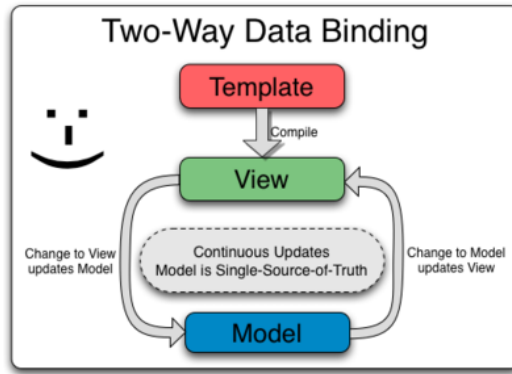 Two-Way Data Binding
Template
Compile
View
Change to View
updates Model
Continuous Updates
Model is Single-Source-of-Truth
Change to Model
updates View
Model